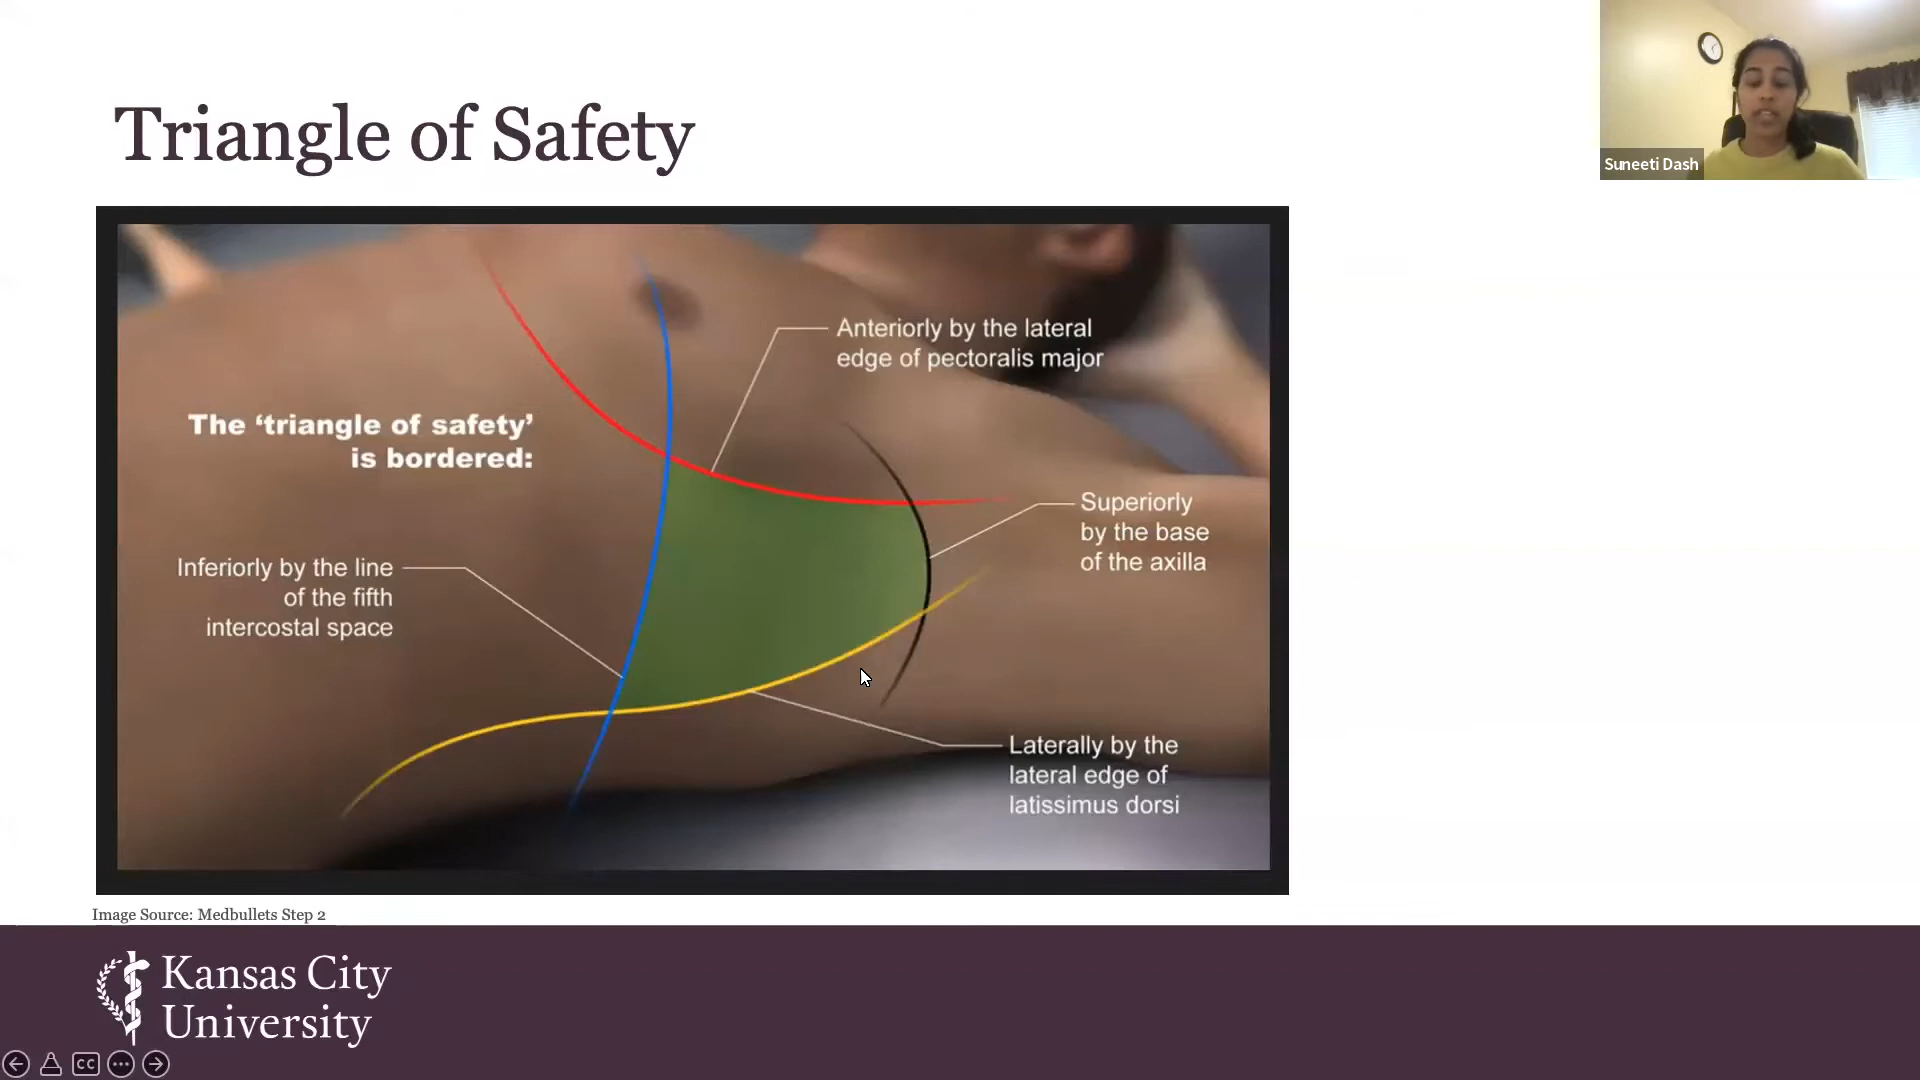 Triangle of Safety
Suneeti Dash
Anteriorly by the lateral
edge of pectoralis major
The ‘triangle of safety’
is bordered:
Superiorly
by the base
of the axilla
Inferiorly by the line
of the fifth
intercostal space
Laterally by the
lateral edge of
latissimus dorsi
Image Source: Medbullets Step 2
Kansas City
University
CC